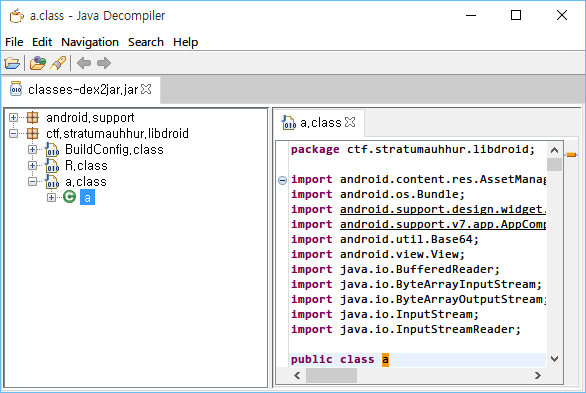 a.class - Java Decompiler
File Edit Navigation Search Help
classes-dex2jar.jar
android.support
ctf.stratumauhhur.libdroid
BuildConfig.class
R.class
a.class
a
a.class
package ctf.stratumauhhur.libdroid;
import android.content.res.AssetManag
import android.os.Bundle;
import android.support.design.widget.
import android.support.v7.app.AppComp
import android.util.Base64;
import android.view.View;
import java.io.BufferedReader;
import java.io.ByteArrayInputStream;
import java.io.ByteArrayOutputStream;
import java.io.InputStream;
import java.io.InputStreamReader;
public class a